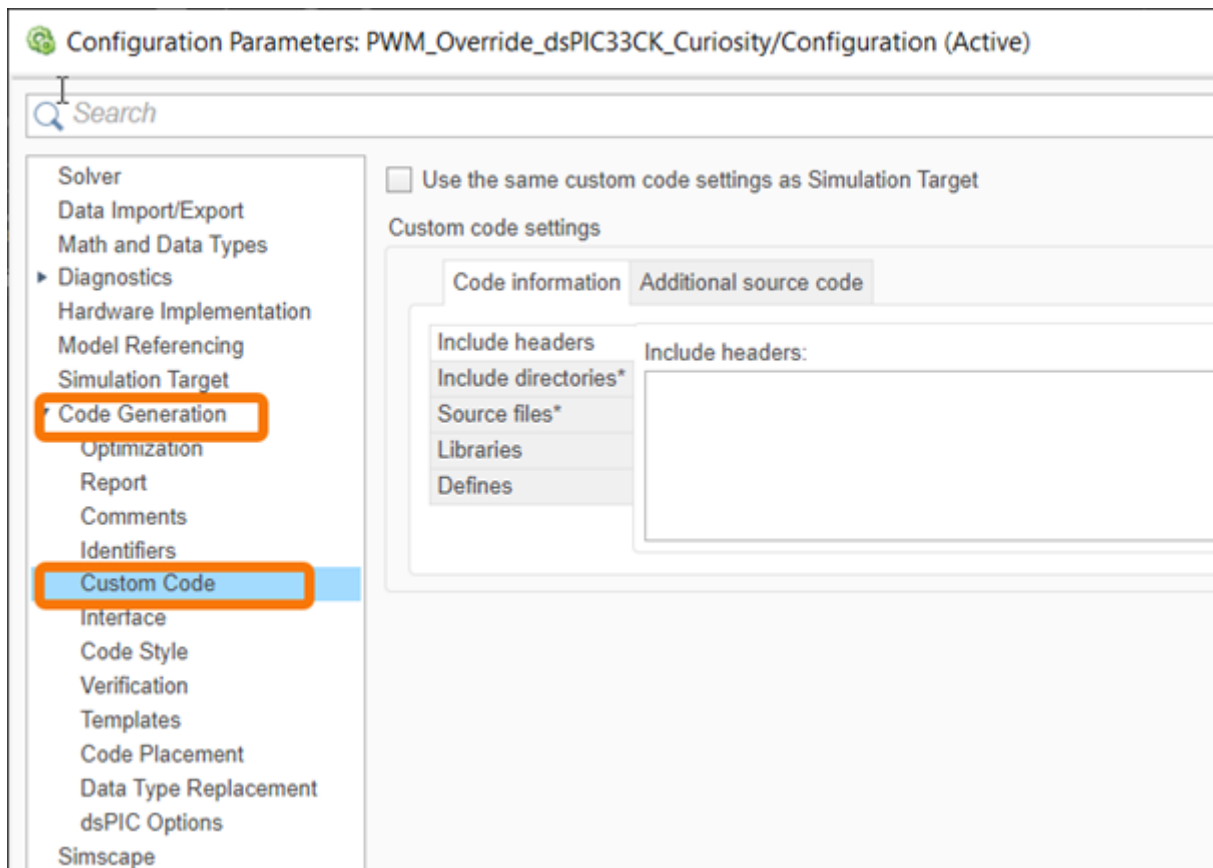 Configuration Parameters: PWM_Override_dsPIC33CK_Curiosity/Configuration (Active)
Search
Solver
Data Import/Export
Math and Data Types
Diagnostics
Hardware Implementation
Model Referencing
Simulation Target
Code Generation
Optimization
Report
Comments
Identifiers
Custom Code
Interface
Code Style
Verification
Templates
Code Placement
Data Type Replacement
dsPIC Options
Simscape
Use the same custom code settings as Simulation Target
Custom code settings
Code information Additional source code
Include headers
Include directories*
Source files*
Libraries
Defines
Include headers: